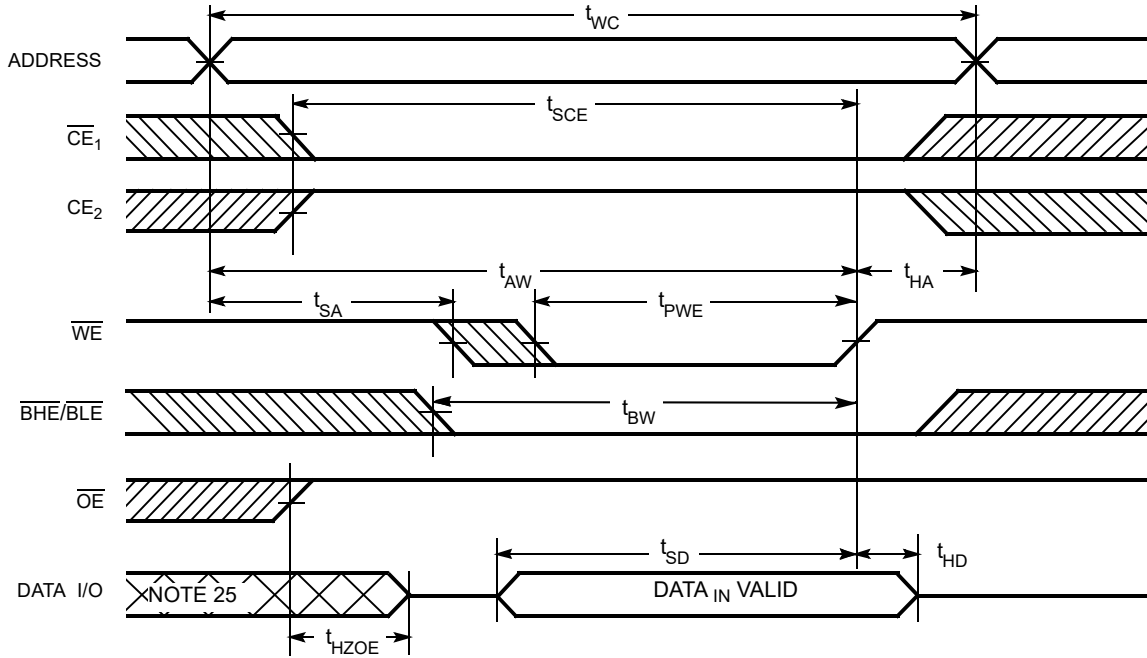 tWC
ADDRESS
tSCE
CE1
CE2
tAW
tHA
tSA
tPWE
WE
BHE/BLE
tBW
OE
tSD
tHD
DATA I/O
NOTE 25
DATA IN VALID
tHZOE